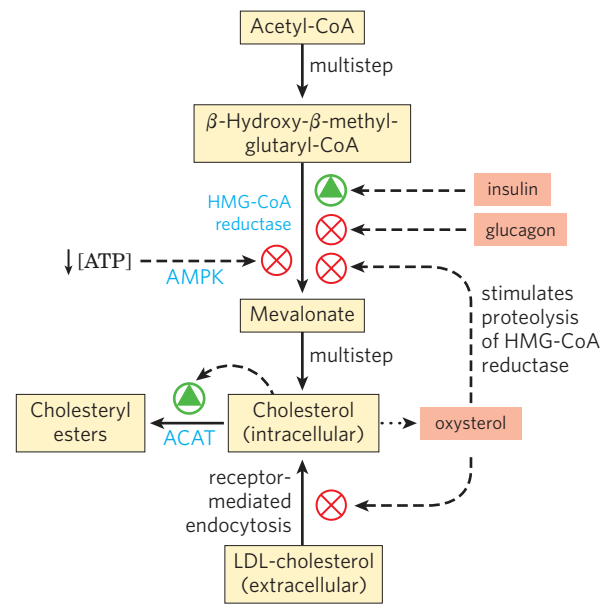 Acetyl-CoA
multistep
β-Hydroxy-β-methyl-
glutaryl-CoA
HMG-CoA
reductase
insulin
glucagon
↓[ATP]
AMPK
stimulates
proteolysis
of HMG-CoA
reductase
Mevalonate
multistep
Cholesteryl
esters
ACAT
Cholesterol
(intracellular)
oxysterol
receptor-
mediated
endocytosis
LDL-cholesterol
(extracellular)